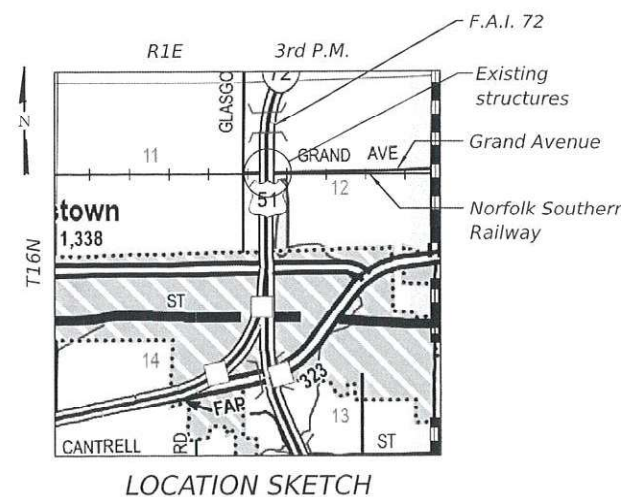 R1E 3rd P.M.
F.A.I. 72
Existing
structures
Grand Avenue
Norfolk Southern
Railway
N
T16N
72
GLASGO
GRAND AVE
11
12
51
stown
1,338
ST
14
323
FAP
13
CANTRELL RD ST
LOCATION SKETCH